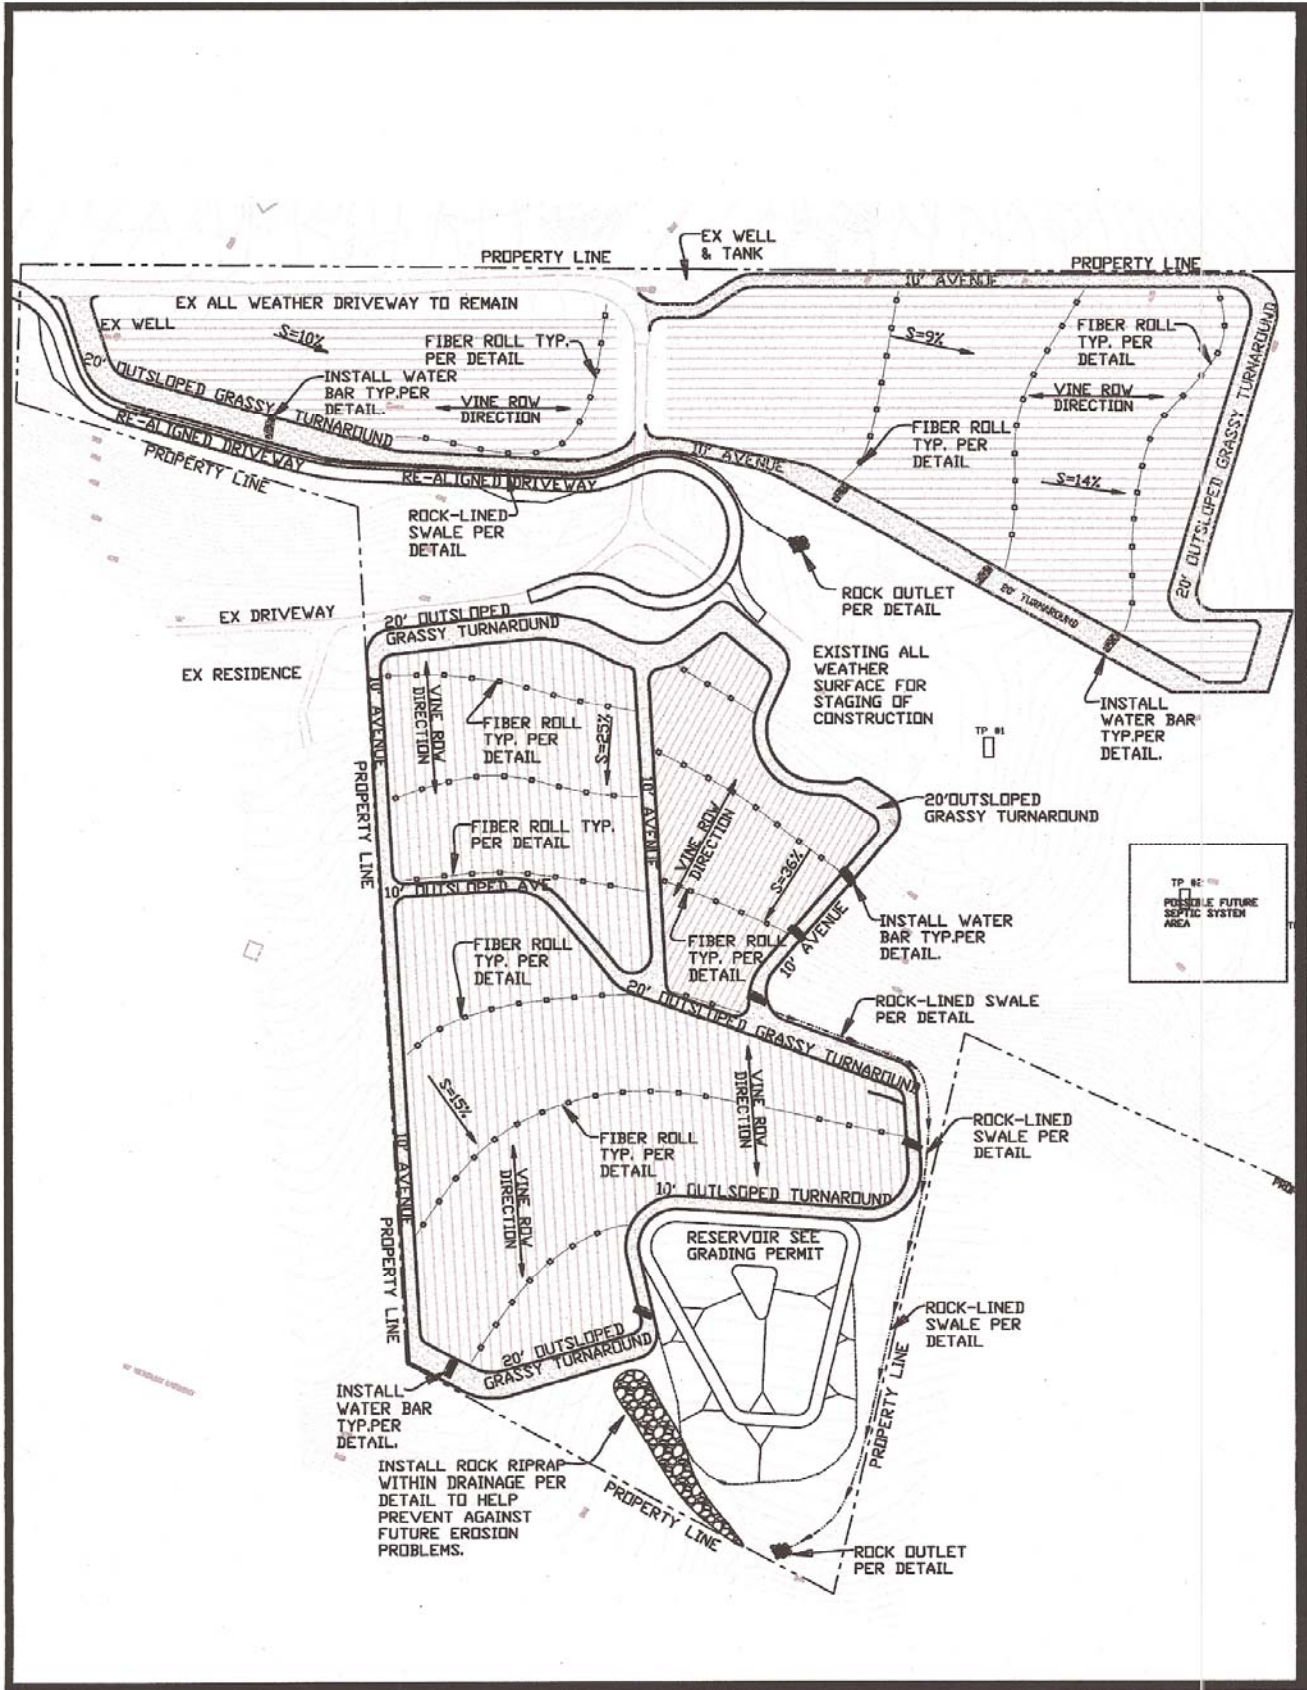 EX WELL
& TANK
PROPERTY LINE
PROPERTY LINE
10' AVENUE
EX ALL WEATHER DRIVEWAY TO REMAIN
EX WELL
S=10%
FIBER ROLL TYP.
PER DETAIL
S=9%
FIBER ROLL
TYP. PER
DETAIL
20' OUTSLOPED GRASSY TURNAROUND
INSTALL WATER
BAR TYP.PER
DETAIL.
VINE ROW
DIRECTION
VINE ROW
DIRECTION
20' OUTSLOPED GRASSY TURNAROUND
RE-ALIGNED DRIVEWAY
PROPERTY LINE
RE-ALIGNED DRIVEWAY
10' AVENUE
FIBER ROLL
TYP. PER
DETAIL
S=14%
ROCK-LINED
SWALE PER
DETAIL
ROCK OUTLET
PER DETAIL
20' TURNAROUND
EX DRIVEWAY
20' OUTSLOPED
GRASSY TURNAROUND
EX RESIDENCE
EXISTING ALL
WEATHER
SURFACE FOR
STAGING OF
CONSTRUCTION
INSTALL
WATER BAR
TYP.PER
DETAIL.
10' AVENUE
VINE ROW
DIRECTION
FIBER ROLL
TYP. PER
DETAIL
S=25%
TP #1
PROPERTY LINE
10' AVENUE
VINE ROW
DIRECTION
20'OUTSLOPED
GRASSY TURNAROUND
FIBER ROLL TYP.
PER DETAIL
S=36%
10' OUTSLOPED AVE
TP #2
POSSIBLE FUTURE
SEPTIC SYSTEM
AREA
INSTALL WATER
BAR TYP.PER
DETAIL.
10' AVENUE
FIBER ROLL
TYP. PER
DETAIL
FIBER ROLL
TYP. PER
DETAIL
20' OUTSLOPED GRASSY TURNAROUND
ROCK-LINED SWALE
PER DETAIL
S=15%
VINE ROW
DIRECTION
FIBER ROLL
TYP. PER
DETAIL
ROCK-LINED
SWALE PER
DETAIL
10' AVENUE
VINE ROW
DIRECTION
10' OUTLSOPED TURNAROUND
PROPERTY LINE
RESERVOIR SEE
GRADING PERMIT
ROCK-LINED
SWALE PER
DETAIL
20' OUTSLOPED
GRASSY TURNAROUND
PROPERTY LINE
INSTALL
WATER BAR
TYP.PER
DETAIL.
INSTALL ROCK RIPRAP
WITHIN DRAINAGE PER
DETAIL TO HELP
PREVENT AGAINST
FUTURE EROSION
PROBLEMS.
PROPERTY LINE
ROCK OUTLET
PER DETAIL